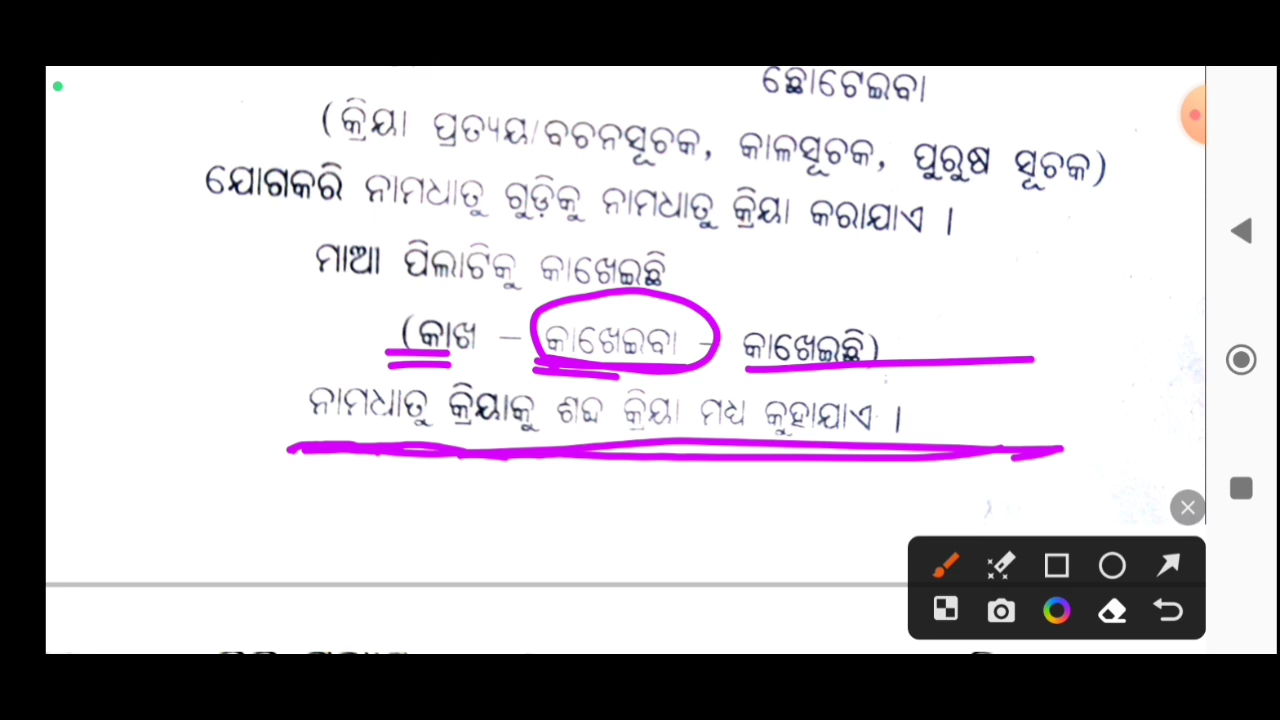 ଛୋଟେଇବା
(କ୍ରିୟା ପ୍ରତ୍ୟୟ/ବଚନସୂଚକ, କାଳସୂଚକ, ପୁରୁଷ ସୂଚକ)
ଯୋଗକରି ନାମଧାତୁ ଗୁଡ଼ିକୁ ନାମଧାତୁ କ୍ରିୟା କରାଯାଏ ।
ମାଆ ପିଲାଟିକୁ କାଖେଇଛି
(କାଖ – କାଖେଇବା – କାଖେଇଛି)
ନାମଧାତୁ କ୍ରିୟାକୁ ଶବ୍ଦ କ୍ରିୟା ମଧ୍ୟ କୁହାଯାଏ ।